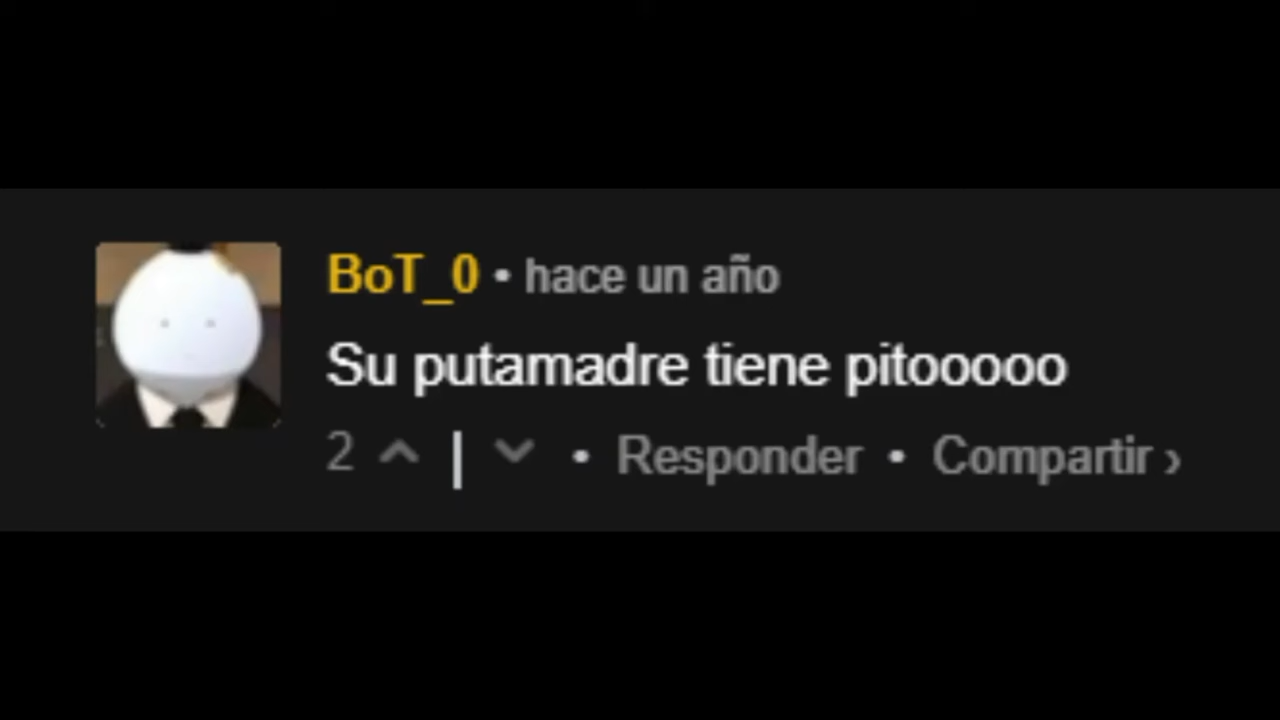 BoT_0 • hace un año
Su putamadre tiene pitooooo
2 | • Responder • Compartir ›